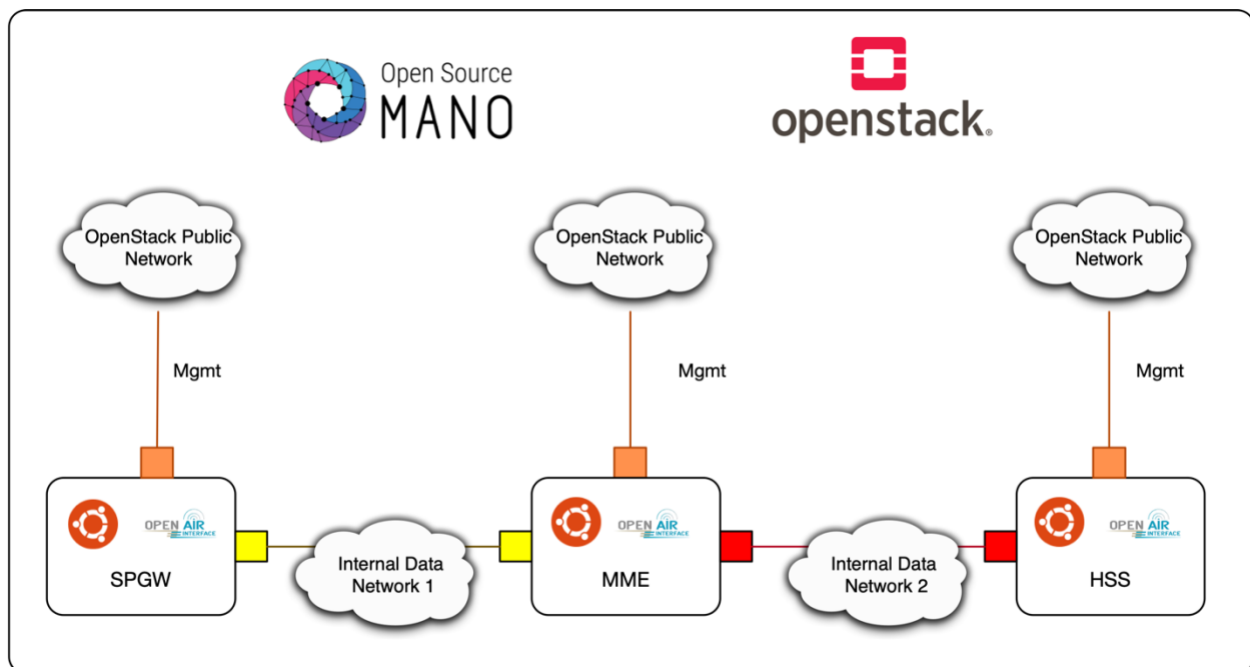 Open Source
MANO
openstack.
OpenStack Public
Network
OpenStack Public
Network
OpenStack Public
Network
Mgmt
Mgmt
Mgmt
OPEN AIR
INTERFACE
SPGW
Internal Data
Network 1
OPEN AIR
INTERFACE
MME
Internal Data
Network 2
OPEN AIR
INTERFACE
HSS